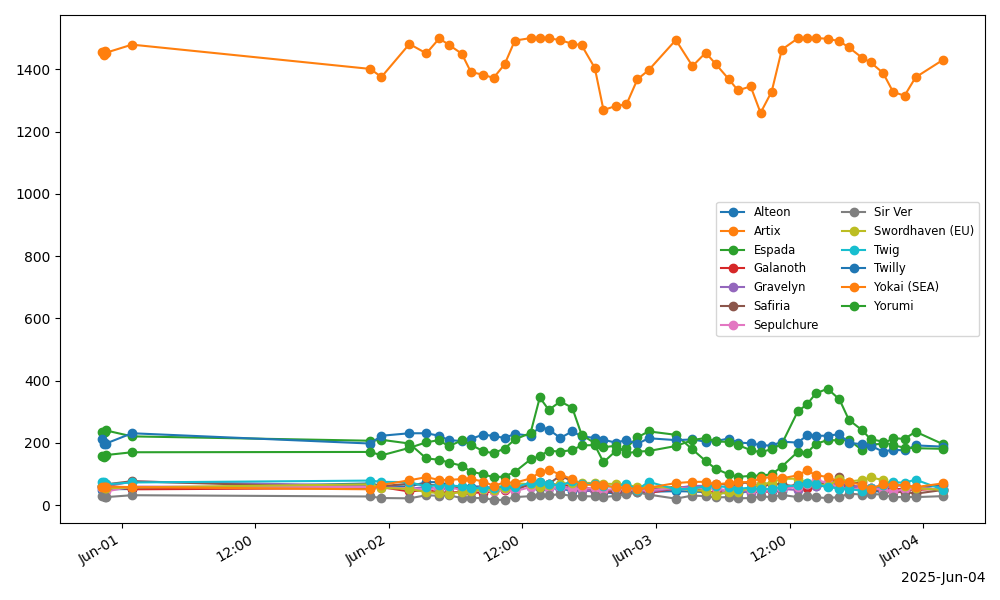 1400
1200
1000
800
600
400
200
0
Alteon
Artix
Espada
Galanoth
Gravelyn
Safiria
Sepulchure
Sir Ver
Swordhaven (EU)
Twig
Twilly
Yokai (SEA)
Yorumi
Jun-01
12:00
Jun-02
12:00
Jun-03
12:00
Jun-04
2025-Jun-04